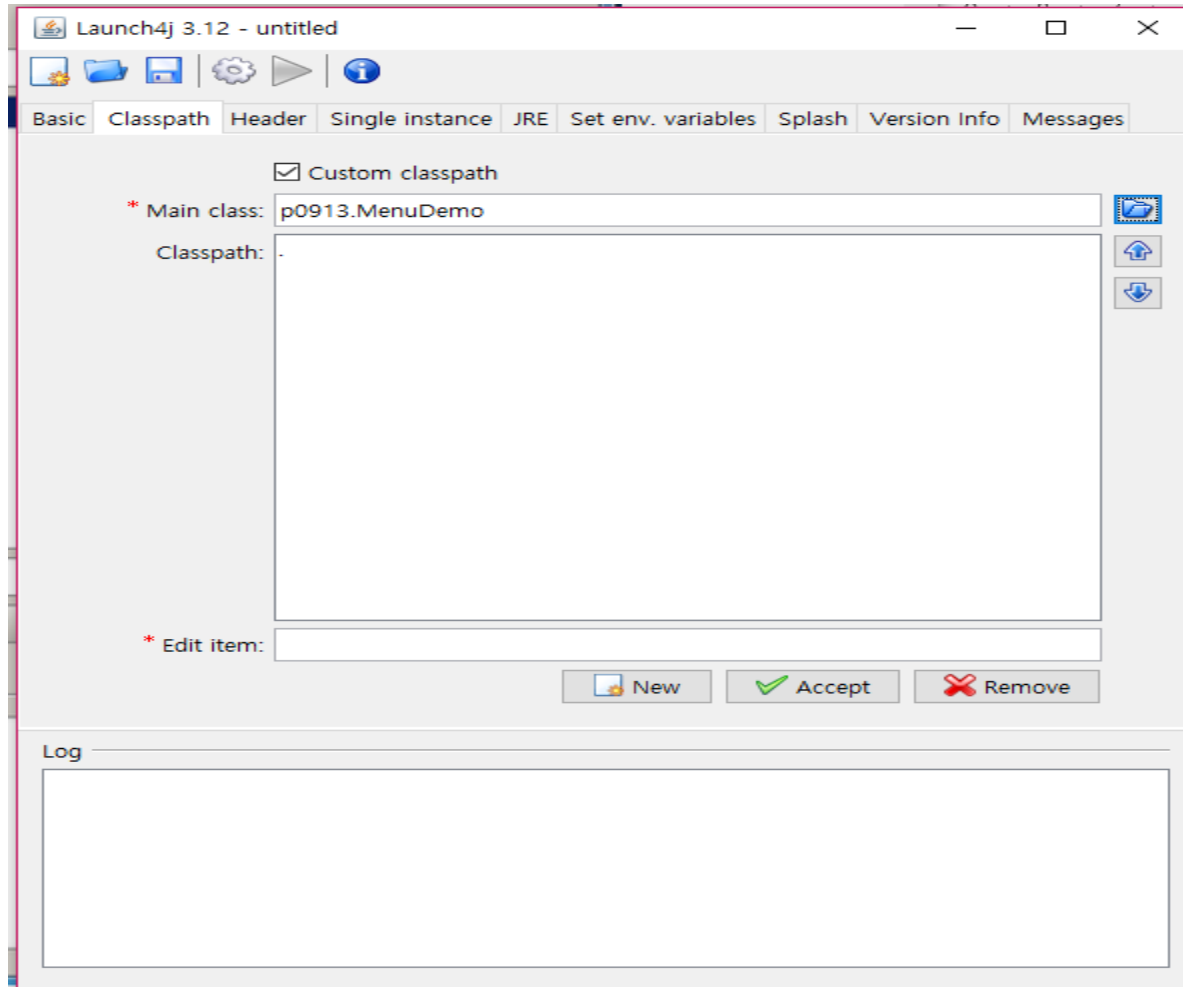 Launch4j 3.12 - untitled
Basic Classpath Header Single instance JRE Set env. variables Splash Version Info Messages
Custom classpath
* Main class: p0913.MenuDemo
Classpath: .
* Edit item:
New Accept Remove
Log